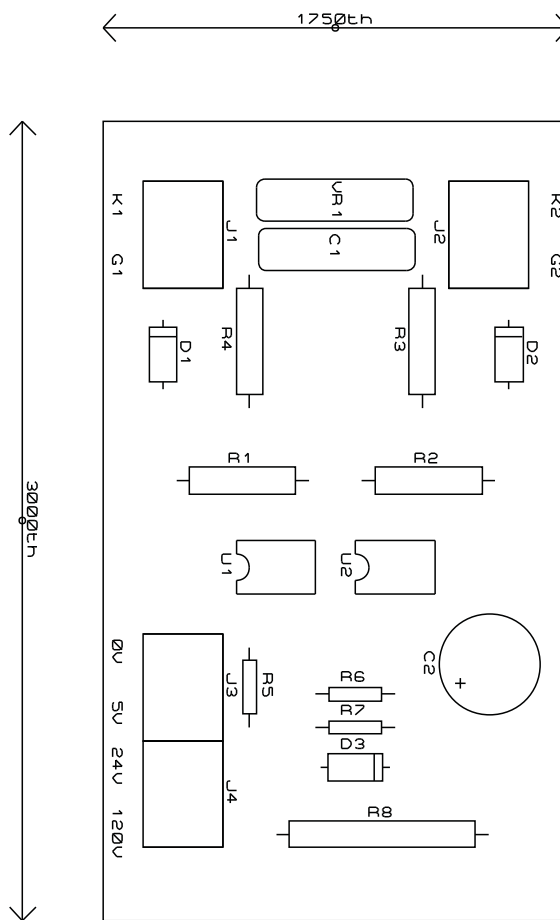 1750th
K1
VR1
K2
J1
C1
J2
G1
G2
R4
R3
D1
D2
R1
R2
3000th
U1
U2
0V
C2
+
R6
J3
R5
5V
R7
D3
24V
J4
R8
120V